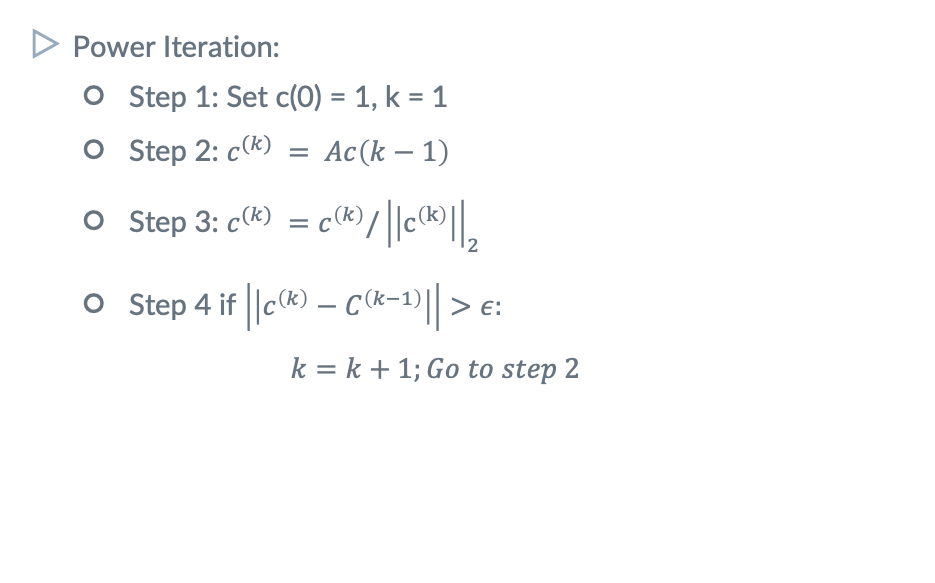 Power Iteration:
Step 1: Set c(0) = 1, k = 1
Step 2: c^(k) = Ac(k − 1)
Step 3: c^(k) = c^(k)/||c^(k)||_2
Step 4 if ||c^(k) − C^(k−1)|| > ϵ:
k = k + 1; Go to step 2